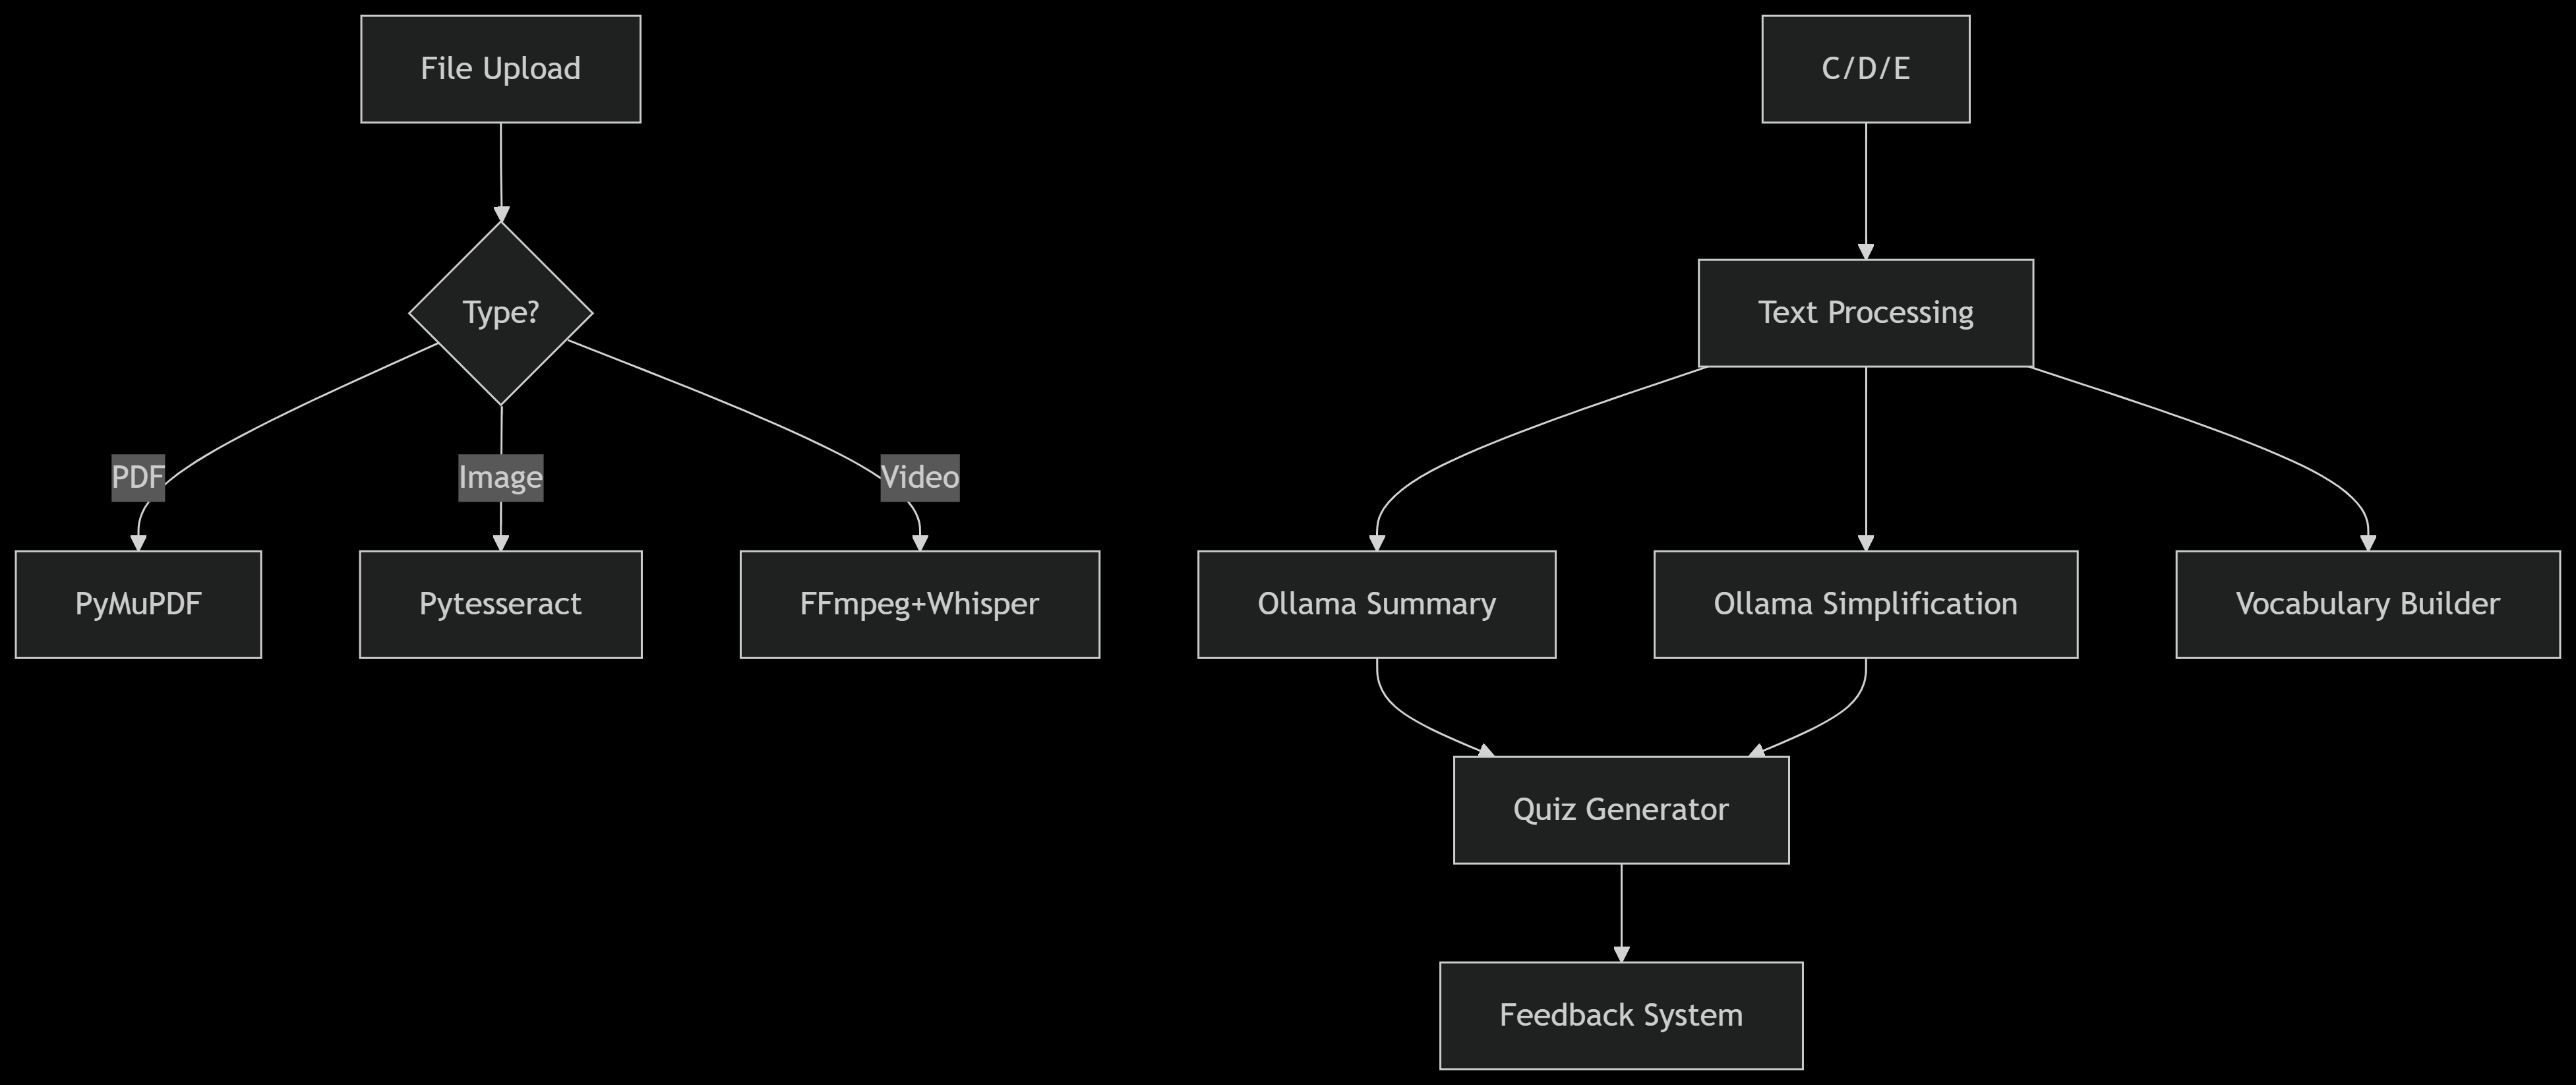 File Upload
C/D/E
Type?
Text Processing
PDF
Image
Video
PyMuPDF
Pytesseract
FFmpeg+Whisper
Ollama Summary
Ollama Simplification
Vocabulary Builder
Quiz Generator
Feedback System